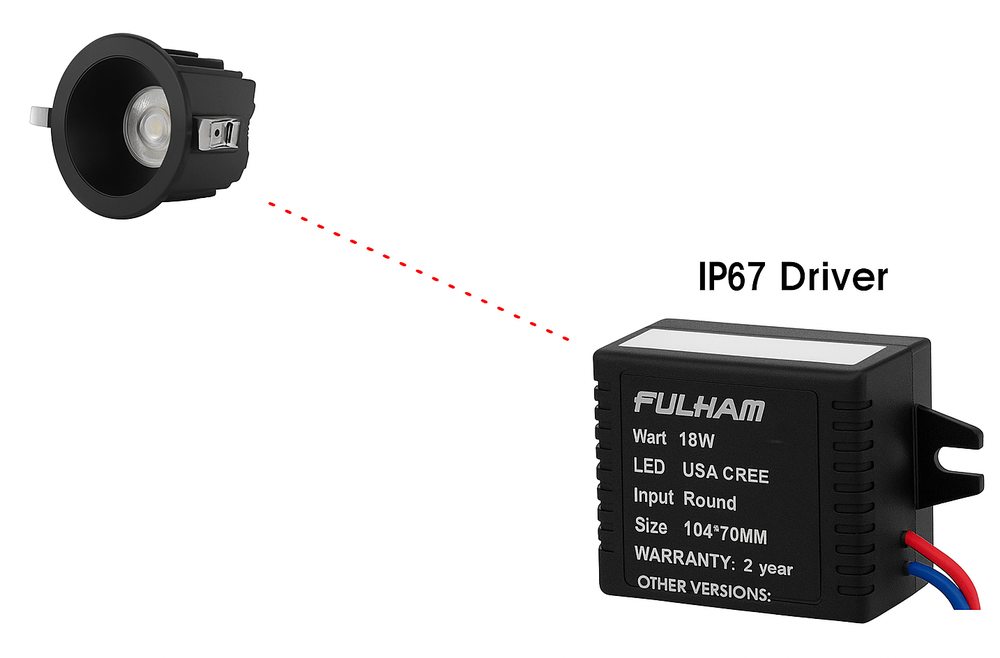 IP67 Driver
FULHAM
Wart 18W
LED USA CREE
Input Round
Size 104*70MM
WARRANTY: 2 year
OTHER VERSIONS: